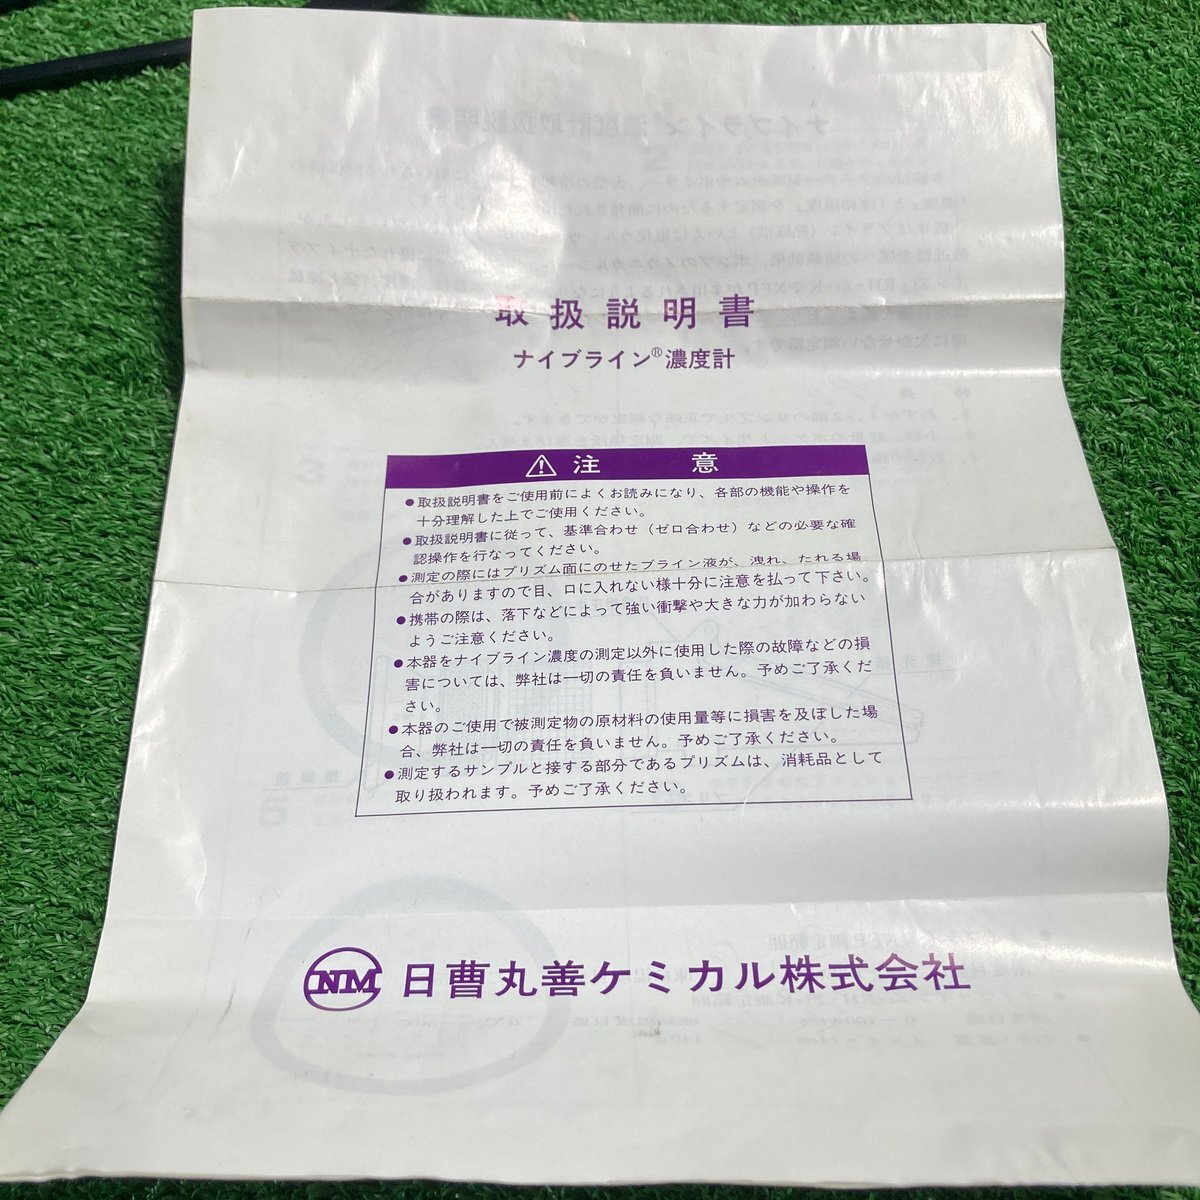 取扱説明書
ナイブライン®濃度計
⚠注意
●取扱説明書をご使用前によくお読みになり、各部の機能や操作を
十分理解した上でご使用ください。
●取扱説明書に従って、基準合わせ（ゼロ合わせ）などの必要な確
認操作を行なってください。
●測定の際にはプリズム面にのせたブライン液が、洩れ、たれる場
合がありますので目、口に入れない様十分に注意を払って下さい。
●携帯の際は、落下などによって強い衝撃や大きな力が加わらない
ようご注意ください。
●本器をナイブライン濃度の測定以外に使用した際の故障などの損
害については、弊社は一切の責任を負いません。予めご了承くだ
さい。
●本器のご使用で被測定物の原材料の使用量等に損害を及ぼした場
合、弊社は一切の責任を負いません。予めご了承ください。
●測定するサンプルと接する部分であるプリズムは、消耗品として
取り扱われます。予めご了承ください。
NM 日曹丸善ケミカル株式会社